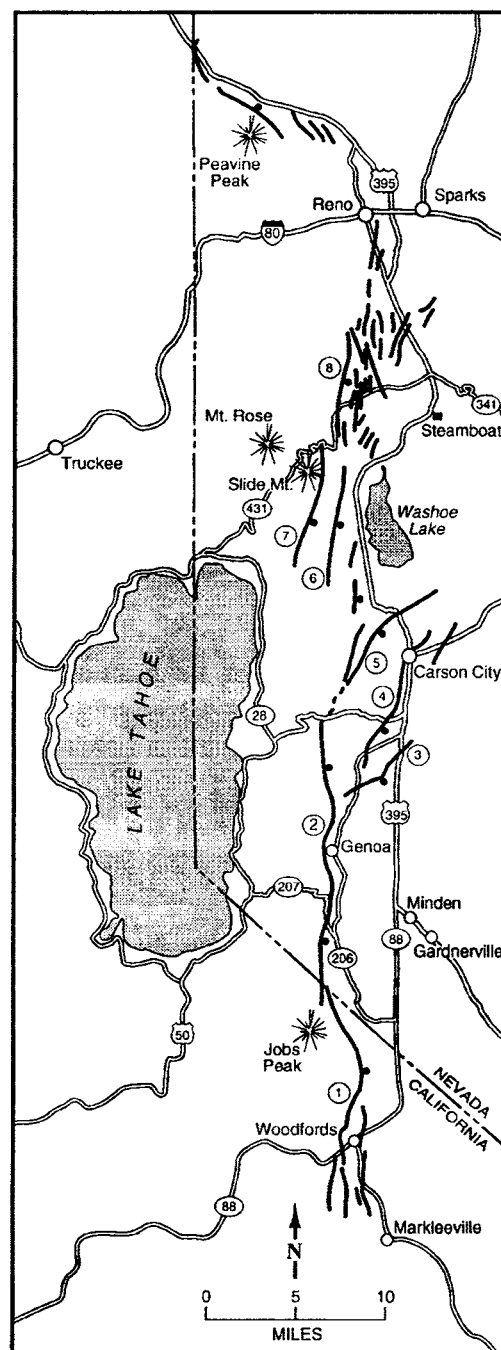 Peavine
Peak
395
Reno
Sparks
80
8
341
Mt. Rose
Steamboat
Truckee
Slide Mt.
431
Washoe
Lake
7
6
LAKE TAHOE
5
Carson City
4
28
3
2
395
Genoa
207
Minden
88
Gardnerville
206
50
Jobs
Peak
NEVADA
CALIFORNIA
1
Woodfords
88
N
Markleeville
0 5 10
MILES